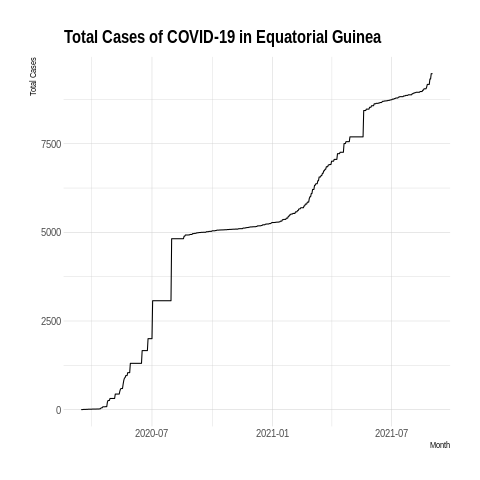 Total Cases of COVID-19 in Equatorial Guinea
Total Cases
7500
5000
2500
0
2020-07
2021-01
2021-07
Month